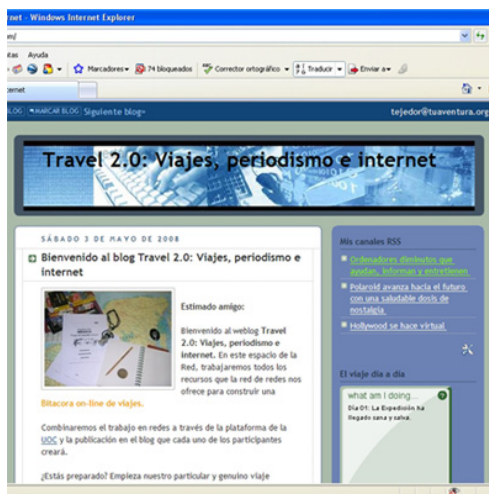 rnet - Windows Internet Explorer
om/
tas Ayuda
Marcadores 74 bloqueados Corrector ortográfico Traducir Enviar a
ternet
BLOG MARCAR BLOG Siguiente blog»
tejedor@tuaventura.org
Travel 2.0: Viajes, periodismo e internet
SÁBADO 3 DE MAYO DE 2008
Bienvenido al blog Travel 2.0: Viajes, periodismo e
internet
Estimado amigo:
Bienvenido al weblog Travel
2.0: Viajes, periodismo e
internet. En este espacio de la
Red, trabajaremos todos los
recursos que la red de redes nos
ofrece para construir una
Bitacora on-line de viajes.
Combinaremos el trabajo en redes a través de la plataforma de la
UOC y la publicación en el blog que cada uno de los participantes
creará.
¿Estás preparado? Empieza nuestro particular y genuino viaje
Mis canales RSS
Ordenadores diminutos que
ayudan, informan y entretienen
Polaroid avanza hacia el futuro
con una saludable dosis de
nostalgia
Hollywood se hace virtual
El viaje día a día
what am I doing...
Día 01: La Expedición ha
llegado sana y salva.